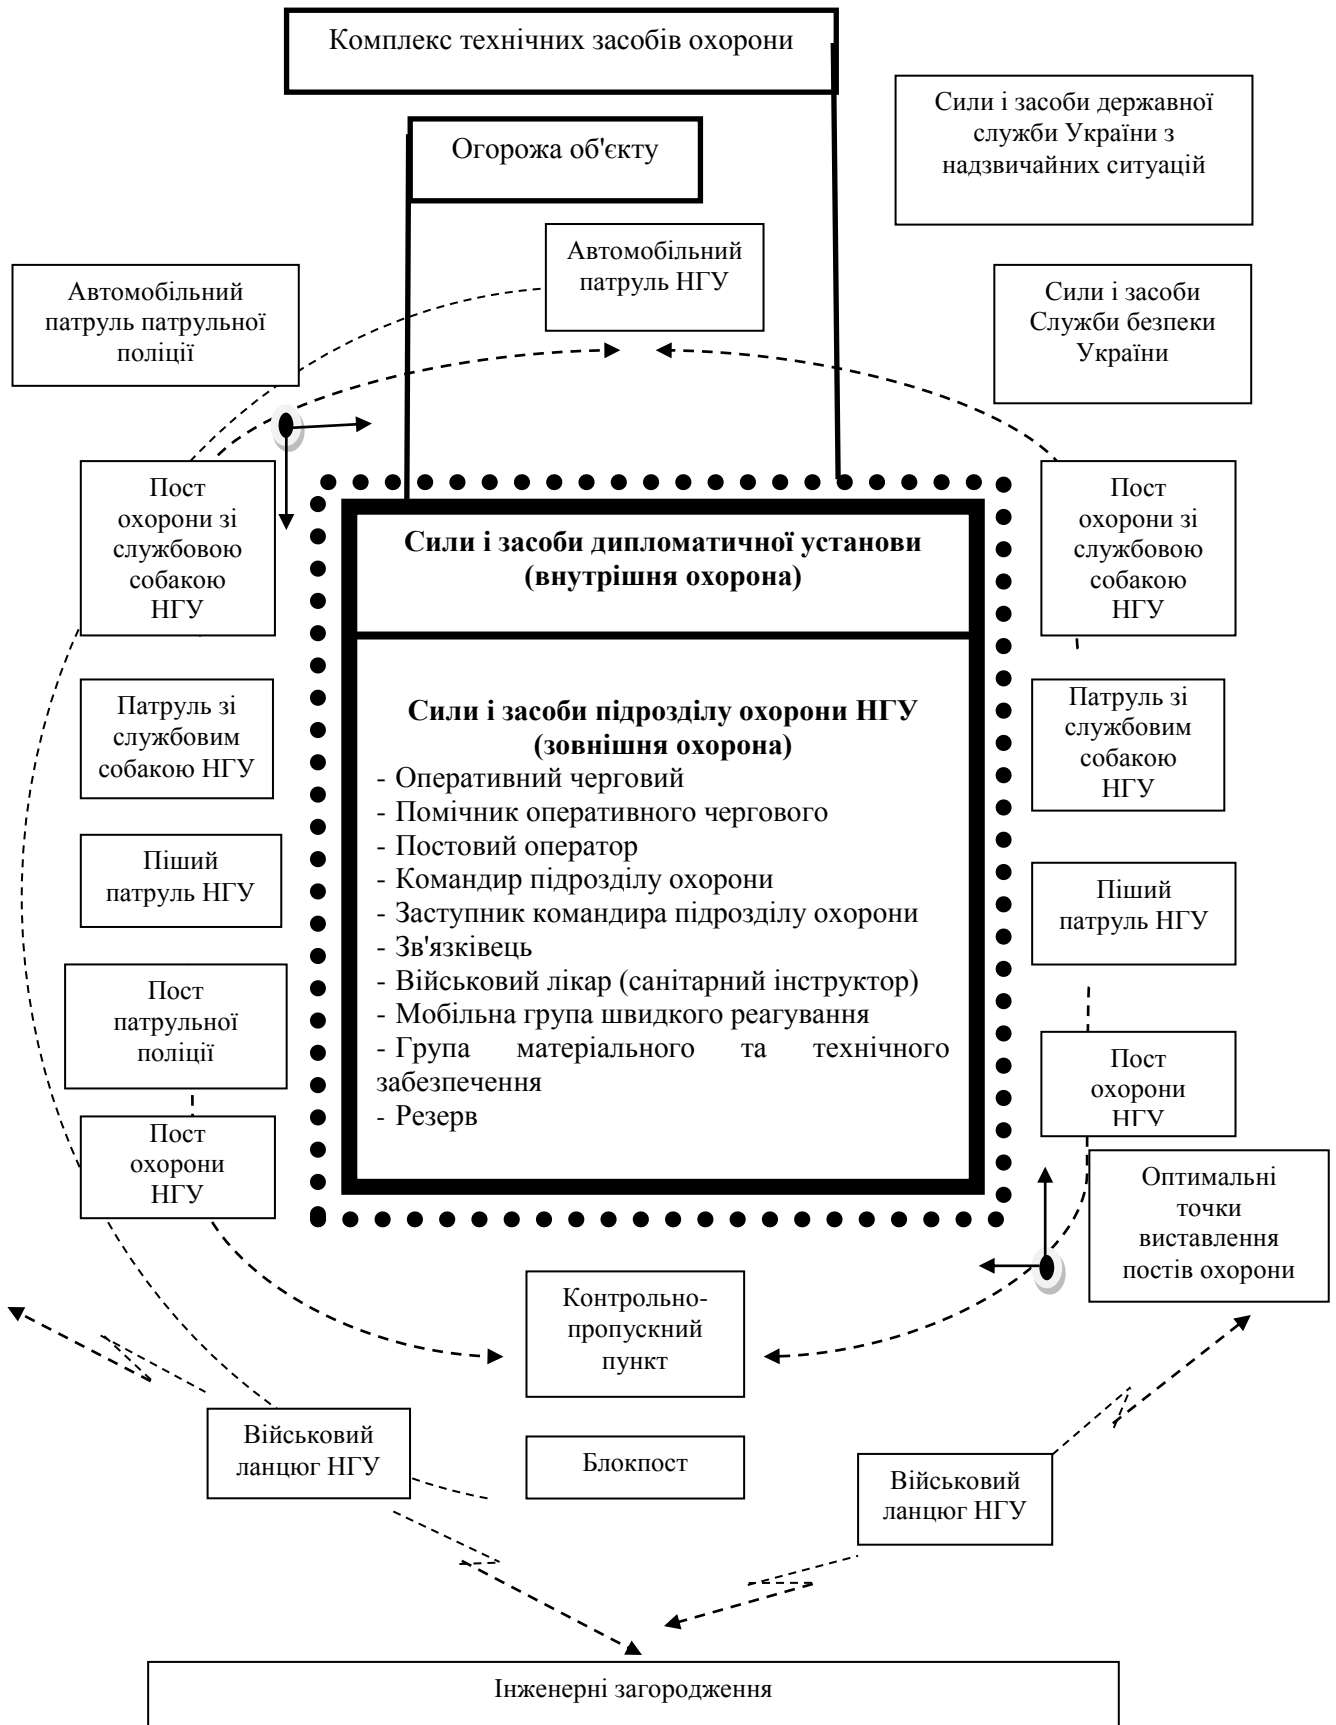 Комплекс технічних засобів охорони
Сили і засоби державної
служби України з
надзвичайних ситуацій
Огорожа об'єкту
Автомобільний
патруль НГУ
Автомобільний
патруль патрульної
поліції
Сили і засоби
Служби безпеки
України
Пост
охорони зі
службовою
собакою
НГУ
Пост
охорони зі
службовою
собакою
НГУ
Сили і засоби дипломатичної установи
(внутрішня охорона)
Сили і засоби підрозділу охорони НГУ
(зовнішня охорона)
- Оперативний черговий
- Помічник оперативного чергового
- Постовий оператор
- Командир підрозділу охорони
- Заступник командира підрозділу охорони
- Зв'язківець
- Військовий лікар (санітарний інструктор)
- Мобільна група швидкого реагування
- Група матеріального та технічного
забезпечення
- Резерв
Патруль зі
службовим
собакою НГУ
Патруль зі
службовим
собакою
НГУ
Піший
патруль НГУ
Піший
патруль НГУ
Пост
патрульної
поліції
Пост
охорони
НГУ
Пост
охорони
НГУ
Оптимальні
точки
виставлення
постів охорони
Контрольно-
пропускний
пункт
Військовий
ланцюг НГУ
Блокпост
Військовий
ланцюг НГУ
Інженерні загородження